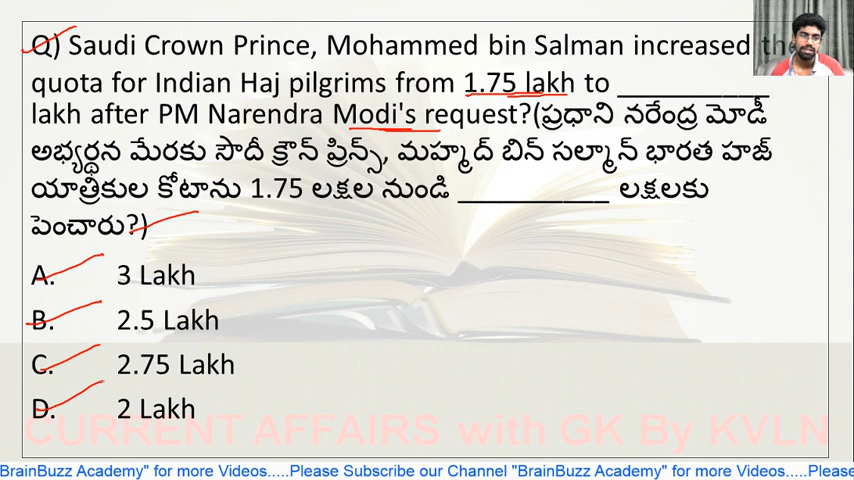 Q) Saudi Crown Prince, Mohammed bin Salman increased the
quota for Indian Haj pilgrims from 1.75 lakh to __________
lakh after PM Narendra Modi's request?(ప్రధాని నరేంద్ర మోడీ
అభ్యర్థన మేరకు సౌదీ క్రౌన్ ప్రిన్స్, మహ్మద్ బిన్ సల్మాన్ భారత హజ్
యాత్రికుల కోటాను 1.75 లక్షల నుండి __________ లక్షలకు
పెంచారు?)
A. 3 Lakh
B. 2.5 Lakh
C. 2.75 Lakh
D. 2 Lakh
CURRENT AFFAIRS with GK By KVLN
BrainBuzz Academy" for more Videos.....Please Subscribe our Channel "BrainBuzz Academy" for more Videos.....Please